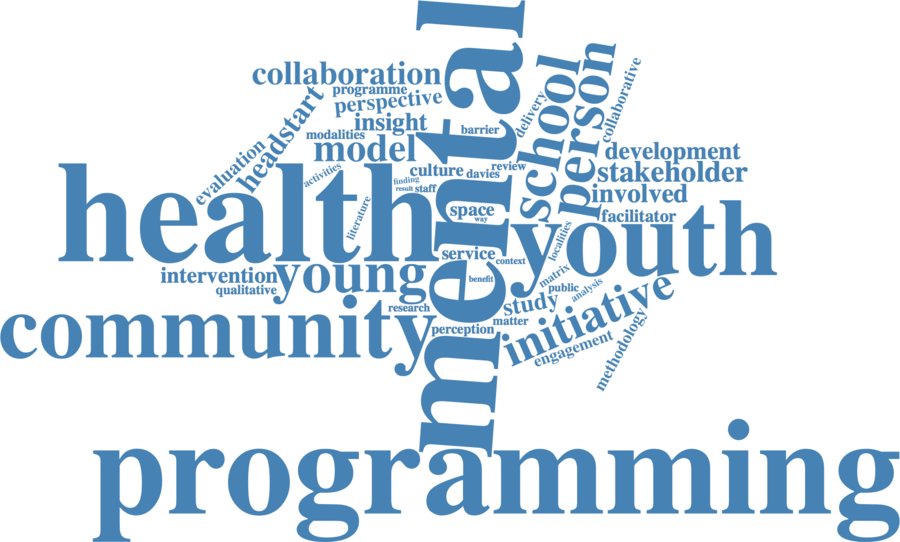 mental
collaboration
school
person
collaborative
programme
perspective
headstart
delivery
insight
barrier
modalities
model
development
evaluation
culture
davies
review
stakeholder
activities
finding
result
staff
involved
health
literature
space
way
facilitator
youth
localities
service
context
intervention
young
benefit
matrix
qualitative
public
analysis
initiative
study
research
community
matter
perception
engagement
methodology
programming